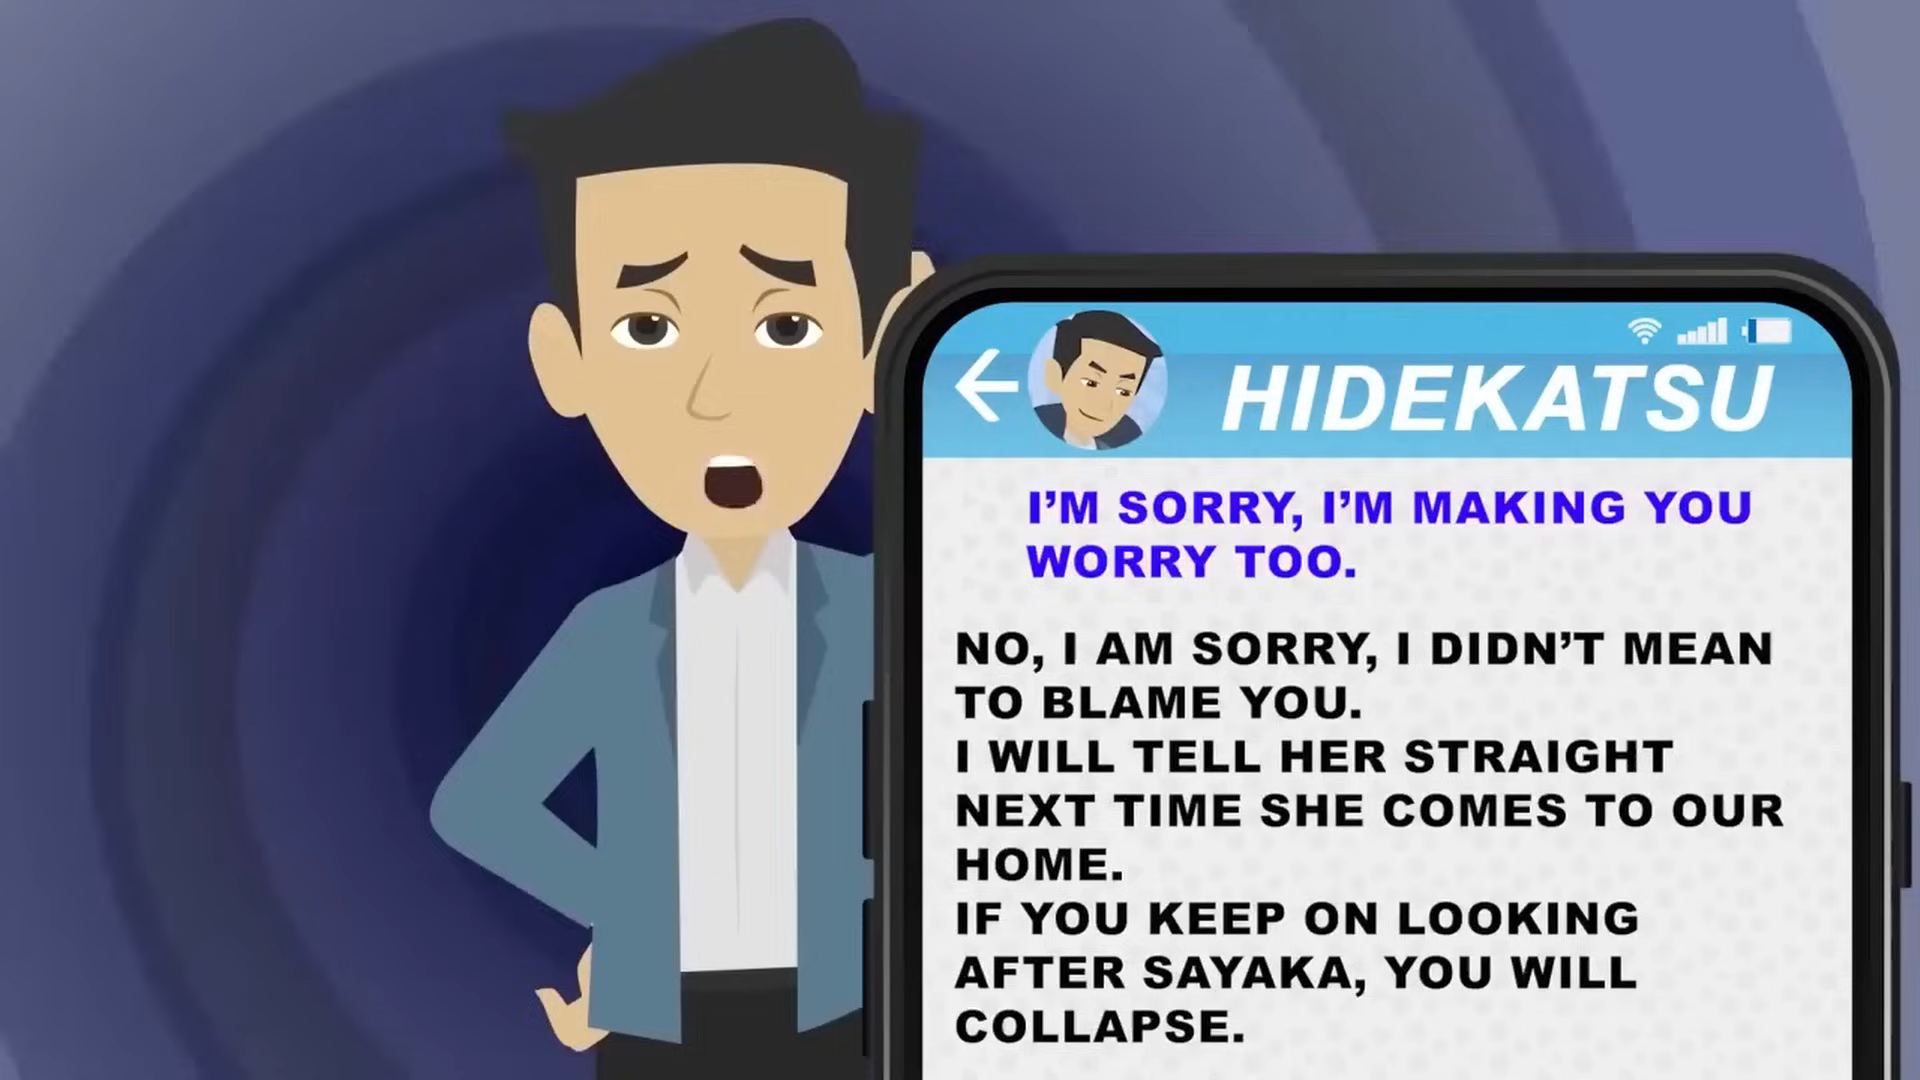 HIDEKATSU
I’M SORRY, I’M MAKING YOU
WORRY TOO.
NO, I AM SORRY, I DIDN’T MEAN
TO BLAME YOU.
I WILL TELL HER STRAIGHT
NEXT TIME SHE COMES TO OUR
HOME.
IF YOU KEEP ON LOOKING
AFTER SAYAKA, YOU WILL
COLLAPSE.